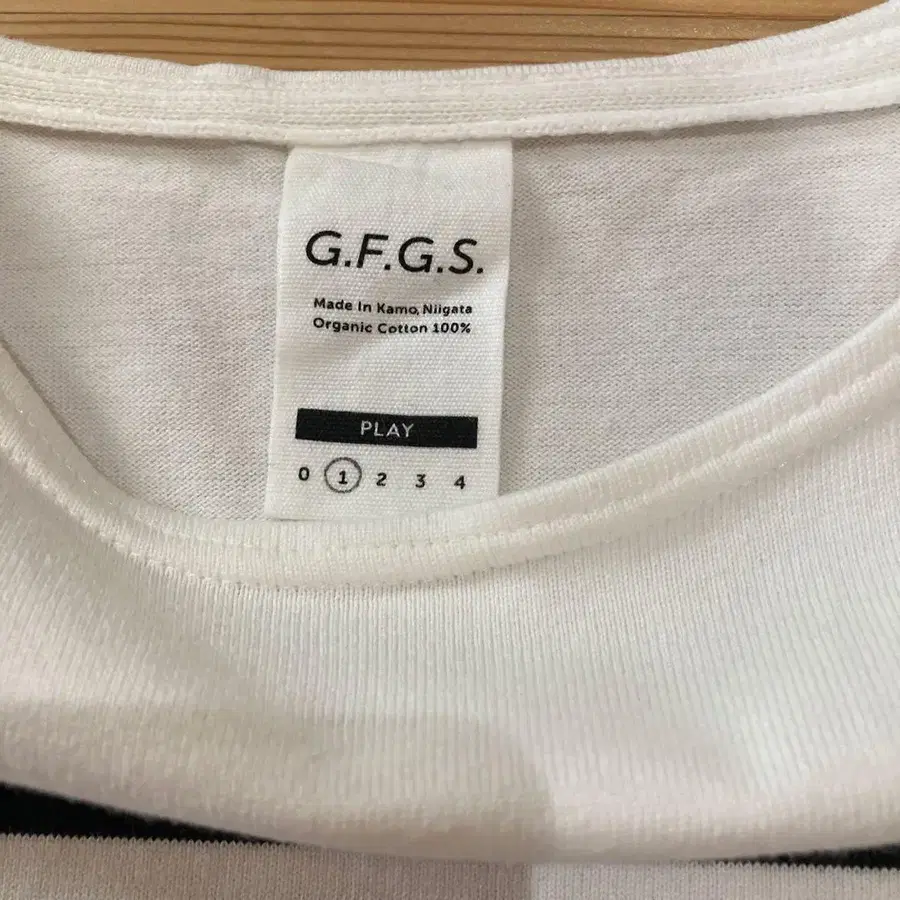 G.F.G.S.
Made In Kamo, Niigata
Organic Cotton 100%
PLAY
0 1 2 3 4